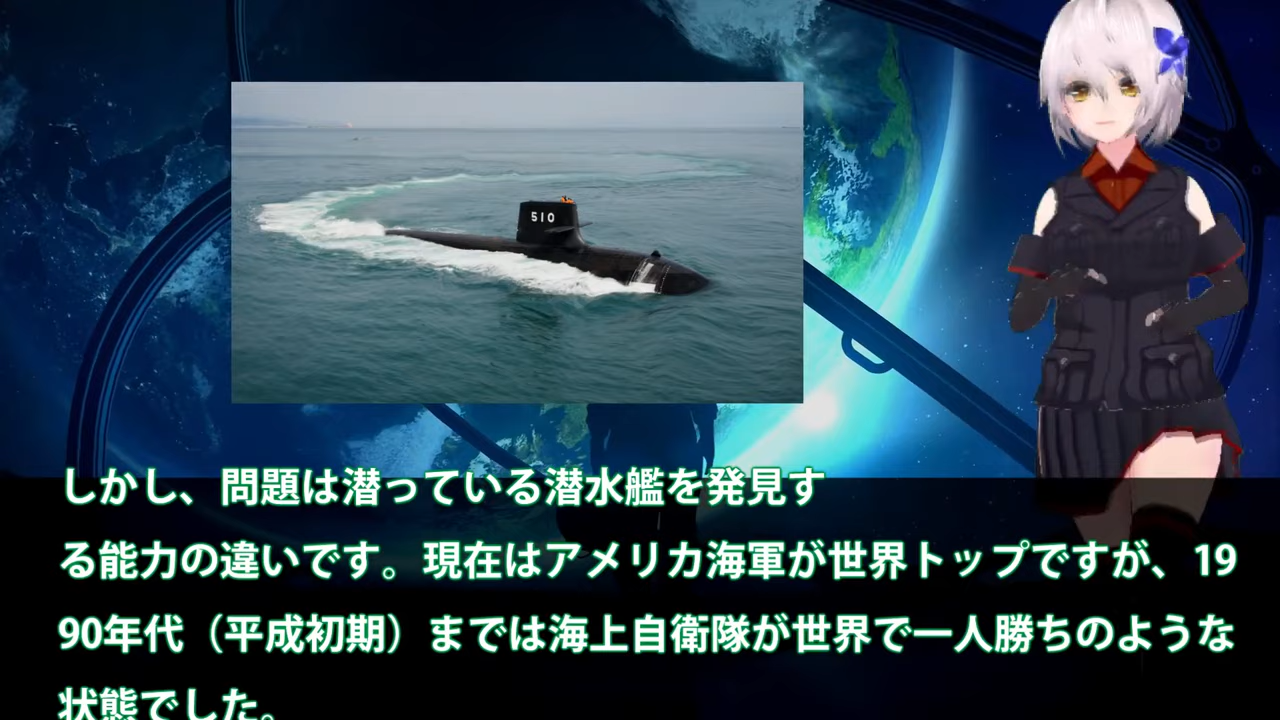 510
しかし、問題は潜っている潜水艦を発見す
る能力の違いです。現在はアメリカ海軍が世界トップですが、19
90年代（平成初期）までは海上自衛隊が世界で一人勝ちのような
状態でした。